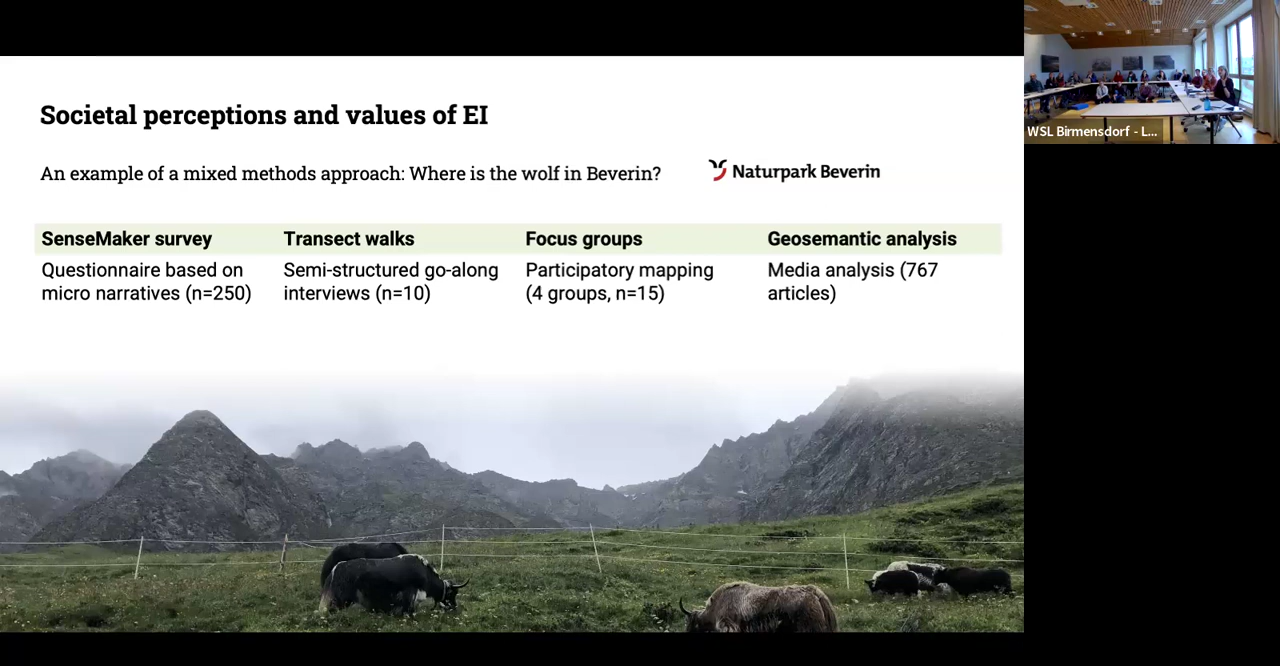 Societal perceptions and values of EI
An example of a mixed methods approach: Where is the wolf in Beverin?
Naturpark Beverin
SenseMaker survey
Questionnaire based on
micro narratives (n=250)
Transect walks
Semi-structured go-along
interviews (n=10)
Focus groups
Participatory mapping
(4 groups, n=15)
Geosemantic analysis
Media analysis (767
articles)
WSL Birmensdorf - L...